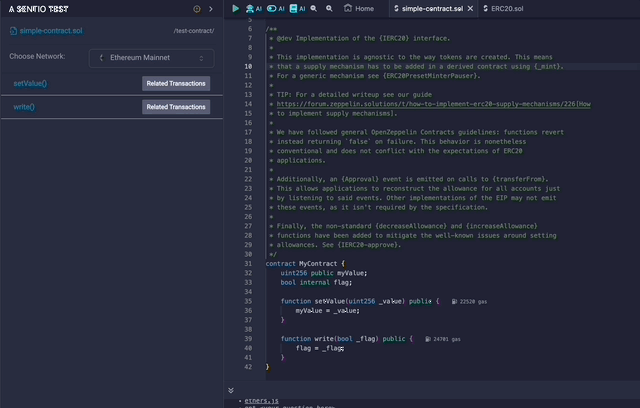 A SENTIO TEST
AI
AI
AI
Home
simple-contract.sol
ERC20.sol
simple-contract.sol
/test-contract/
Choose Network:
Ethereum Mainnet
setValue()
Related Transactions
write()
Related Transactions
5
6 /**
7 * @dev Implementation of the {IERC20} interface.
8 *
9 * This implementation is agnostic to the way tokens are created. This means
10 * that a supply mechanism has to be added in a derived contract using {_mint}.
11 * For a generic mechanism see {ERC20PresetMinterPauser}.
12 *
13 * TIP: For a detailed writeup see our guide
14 * https://forum.zeppelin.solutions/t/how-to-implement-erc20-supply-mechanisms/226[How
15 * to implement supply mechanisms].
16 *
17 * We have followed general OpenZeppelin Contracts guidelines: functions revert
18 * instead returning `false` on failure. This behavior is nonetheless
19 * conventional and does not conflict with the expectations of ERC20
20 * applications.
21 *
22 * Additionally, an {Approval} event is emitted on calls to {transferFrom}.
23 * This allows applications to reconstruct the allowance for all accounts just
24 * by listening to said events. Other implementations of the EIP may not emit
25 * these events, as it isn't required by the specification.
26 *
27 * Finally, the non-standard {decreaseAllowance} and {increaseAllowance}
28 * functions have been added to mitigate the well-known issues around setting
29 * allowances. See {IERC20-approve}.
30 */
31 contract MyContract {
32 uint256 public myValue;
33 bool internal flag;
34
35 function setValue(uint256 _value) public { 22520 gas
36 myValue = _value;
37 }
38
39 function write(bool _flag) public { 24701 gas
40 flag = _flag;
41 }
42 }
• ethers.js